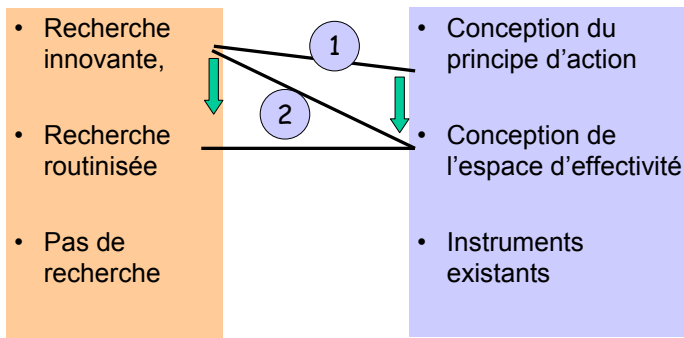 • Recherche
innovante,
• Recherche
routinisée
• Pas de
recherche
1
2
• Conception du
principe d’action
• Conception de
l’espace d’effectivité
• Instruments
existants